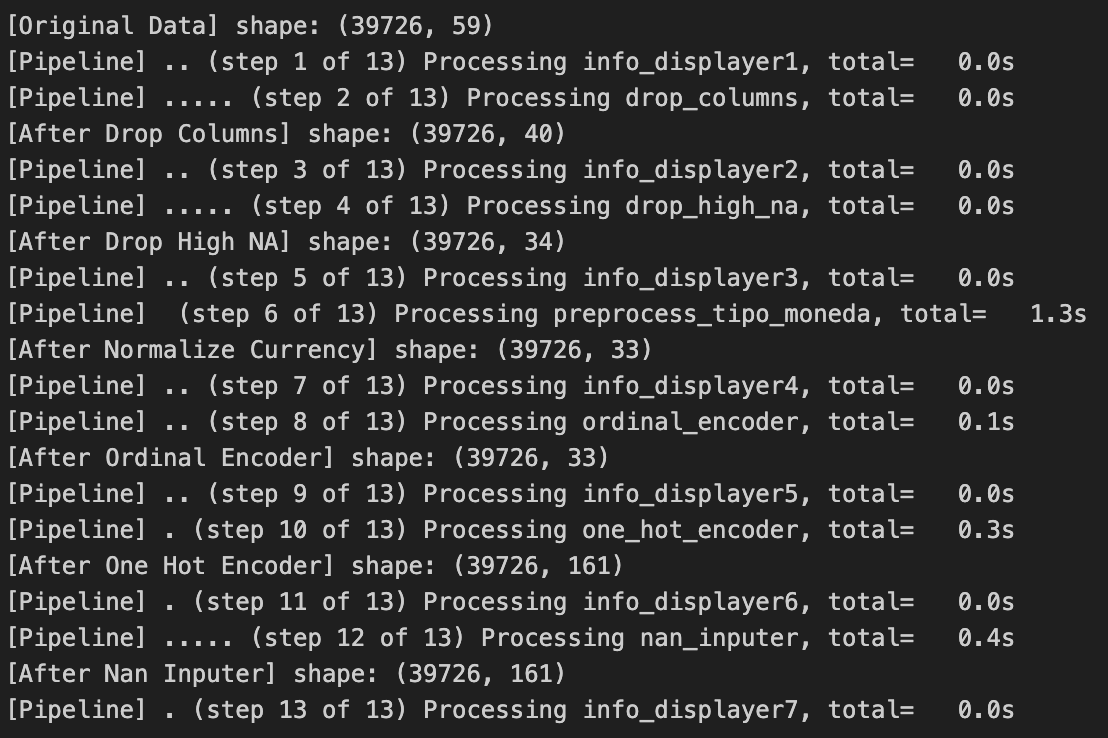 [Original Data] shape: (39726, 59)
[Pipeline] .. (step 1 of 13) Processing info_displayer1, total=   0.0s
[Pipeline] ..... (step 2 of 13) Processing drop_columns, total=   0.0s
[After Drop Columns] shape: (39726, 40)
[Pipeline] .. (step 3 of 13) Processing info_displayer2, total=   0.0s
[Pipeline] ..... (step 4 of 13) Processing drop_high_na, total=   0.0s
[After Drop High NA] shape: (39726, 34)
[Pipeline] .. (step 5 of 13) Processing info_displayer3, total=   0.0s
[Pipeline]  (step 6 of 13) Processing preprocess_tipo_moneda, total=   1.3s
[After Normalize Currency] shape: (39726, 33)
[Pipeline] .. (step 7 of 13) Processing info_displayer4, total=   0.0s
[Pipeline] .. (step 8 of 13) Processing ordinal_encoder, total=   0.1s
[After Ordinal Encoder] shape: (39726, 33)
[Pipeline] .. (step 9 of 13) Processing info_displayer5, total=   0.0s
[Pipeline] . (step 10 of 13) Processing one_hot_encoder, total=   0.3s
[After One Hot Encoder] shape: (39726, 161)
[Pipeline] . (step 11 of 13) Processing info_displayer6, total=   0.0s
[Pipeline] ..... (step 12 of 13) Processing nan_inputer, total=   0.4s
[After Nan Inputer] shape: (39726, 161)
[Pipeline] . (step 13 of 13) Processing info_displayer7, total=   0.0s